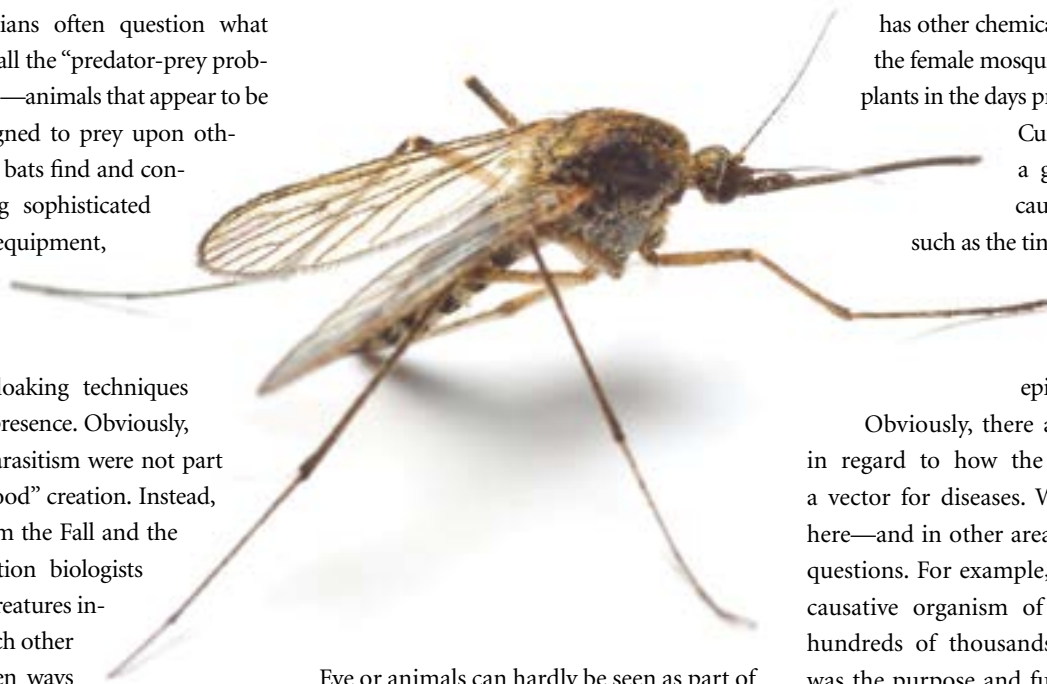 ians often question what
all the “predator-prey prob-
—animals that appear to be
gned to prey upon oth-
bats find and con-
g sophisticated
equipment,
loaking techniques
presence. Obviously,
arasitism were not part
ood” creation. Instead,
m the Fall and the
tion biologists
reatures in-
ch other
en ways
Eve or animals can hardly be seen as part of
has other chemica
the female mosqu
plants in the days p
Cu
a g
cau
such as the tin
epi
Obviously, there a
in regard to how the
a vector for diseases. W
here—and in other area
questions. For example,
causative organism of
hundreds of thousands
was the purpose and fu